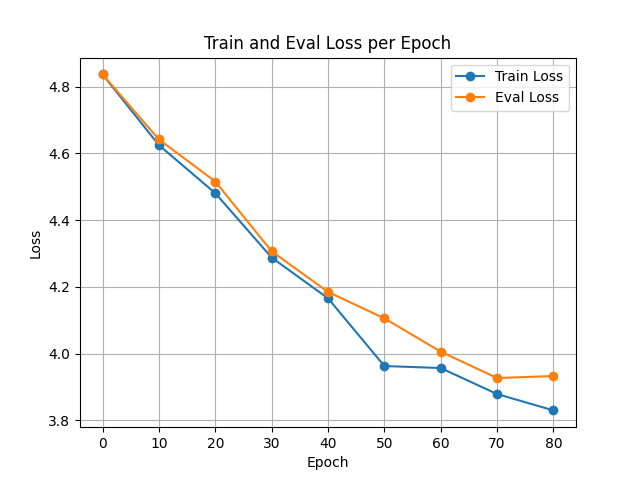 Train and Eval Loss per Epoch
Train Loss
Eval Loss
4.8
4.6
4.4
4.2
4.0
3.8
Loss
0 10 20 30 40 50 60 70 80
Epoch